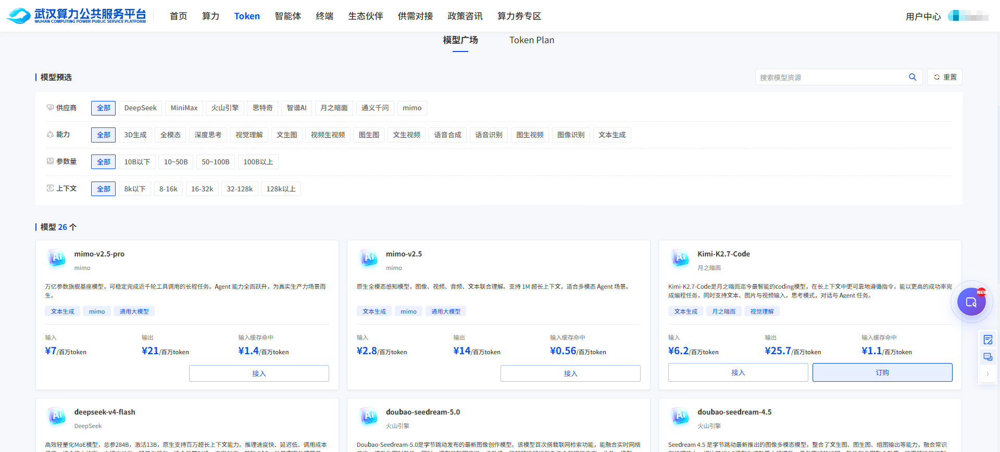 武汉算力公共服务平台
WUHAN COMPUTING POWER PUBLIC SERVICE PLATFORM
首页 算力 Token 智能体 终端 生态伙伴 供需对接 政策咨讯 算力券专区
用户中心
模型广场 Token Plan
模型预选
搜索模型资源
重置
供应商 全部 DeepSeek MiniMax 火山引擎 思特奇 智谱AI 月之暗面 通义千问 mimo
能力 全部 3D生成 全模态 深度思考 视觉理解 文生图 视频生视频 图生图 文生视频 语音合成 语音识别 图生视频 图像识别 文本生成
参数量 全部 10B以下 10~50B 50~100B 100B以上
上下文 全部 8k以下 8-16k 16-32k 32-128k 128k以上
模型 26 个
mimo-v2.5-pro
mimo
万亿参数旗舰基座模型，可稳定完成近千轮工具调用的长程任务。Agent 能力全面跃升，为真实生产力场景而
生。
文本生成 mimo 通用大模型
输入 输出 输入缓存命中
¥7/百万token ¥21/百万token ¥1.4/百万token
接入
mimo-v2.5
mimo
原生全模态感知模型，图像、视频、音频、文本联合理解。支持 1M 超长上下文，适合多模态 Agent 场景。
文本生成 mimo 通用大模型
输入 输出 输入缓存命中
¥2.8/百万token ¥14/百万token ¥0.56/百万token
接入
Kimi-K2.7-Code
月之暗面
Kimi-K2.7-Code是月之暗面迄今最智能的coding模型，在长上下文中更可靠地遵循指令，能以更高的成功率完
成编程任务，同时支持文本、图片与视频输入，思考模式，对话与 Agent 任务。
文本生成 月之暗面 视觉理解
输入 输出 输入缓存命中
¥6.2/百万token ¥25.7/百万token ¥1.1/百万token
接入 订购
NEW
deepseek-v4-flash
DeepSeek
高效轻量化MoE模型，总参284B，激活13B，原生支持百万超长上下文能力。推理速度快、延迟低、调用成本
doubao-seedream-5.0
火山引擎
Doubao-Seedream-5.0是字节跳动发布的最新图像创作模型。该模型首次搭载联网检索功能，能融合实时网络
doubao-seedream-4.5
火山引擎
Seedream 4.5 是字节跳动最新推出的图像多模态模型，整合了文生图、图生图、组图输出等能力，融合常识